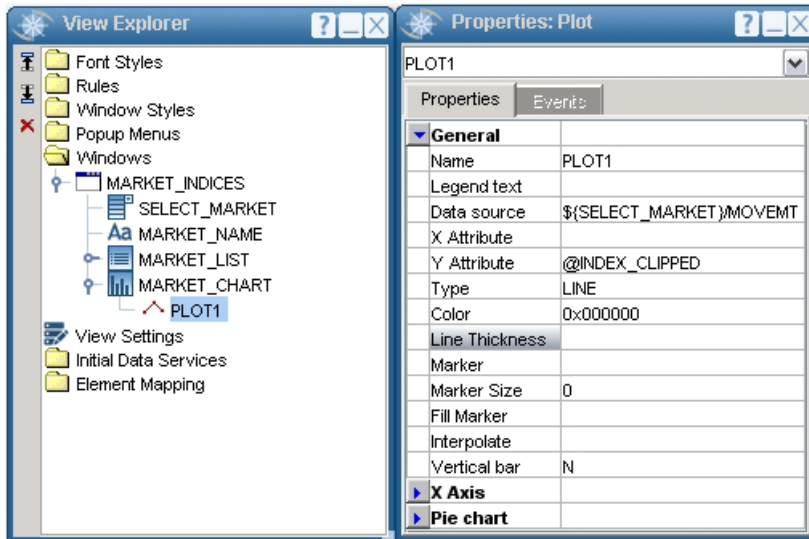 View Explorer
Font Styles
Rules
Window Styles
Popup Menus
Windows
MARKET_INDICES
SELECT_MARKET
Aa MARKET_NAME
MARKET_LIST
MARKET_CHART
PLOT1
View Settings
Initial Data Services
Element Mapping
Properties: Plot
PLOT1
Properties Events
General
Name PLOT1
Legend text
Data source ${SELECT_MARKET}/MOVEMT
X Attribute
Y Attribute @INDEX_CLIPPED
Type LINE
Color 0x000000
Line Thickness
Marker
Marker Size 0
Fill Marker
Interpolate
Vertical bar N
X Axis
Pie chart